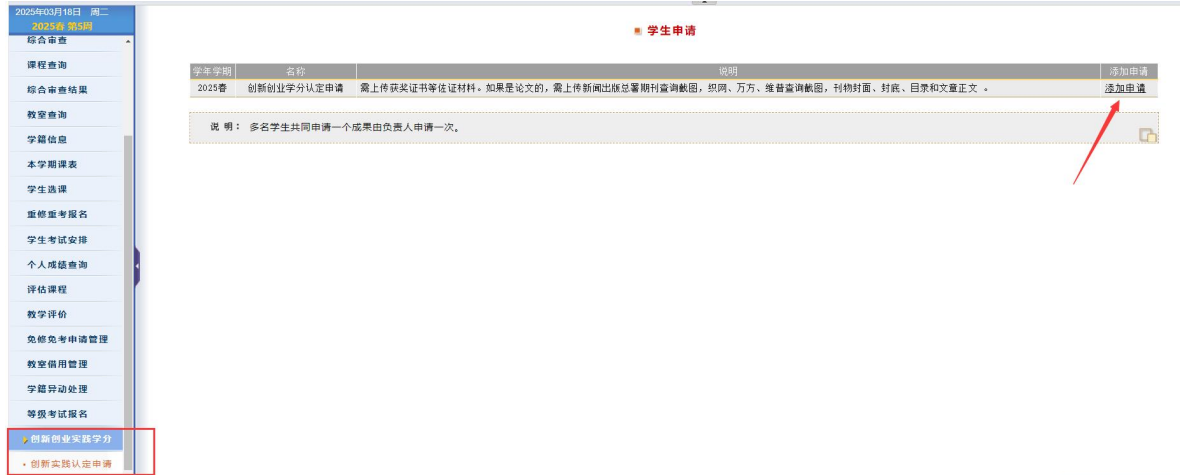 2025年03月18日 周二
2025春 第5周
综合审查
课程查询
综合审查结果
教室查询
学籍信息
本学期课表
学生选课
重修重考报名
学生考试安排
个人成绩查询
评估课程
教学评价
免修免考申请管理
教室借用管理
学籍异动处理
等级考试报名
创新创业实践学分
创新实践认定申请
学生申请
学年学期 名称 说明 添加申请
2025春 创新创业学分认定申请 需上传获奖证书等佐证材料。如果是论文的，需上传新闻出版总署期刊查询截图，织网、万方、维普查询截图，刊物封面、封底、目录和文章正文 。 添加申请
说 明： 多名学生共同申请一个成果由负责人申请一次。